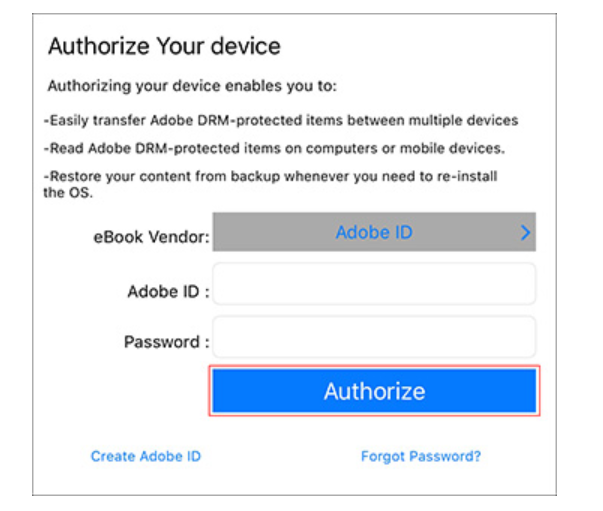 Authorize Your device
Authorizing your device enables you to:
-Easily transfer Adobe DRM-protected items between multiple devices
-Read Adobe DRM-protected items on computers or mobile devices.
-Restore your content from backup whenever you need to re-install
the OS.
eBook Vendor: Adobe ID >
Adobe ID :
Password :
Authorize
Create Adobe ID Forgot Password?